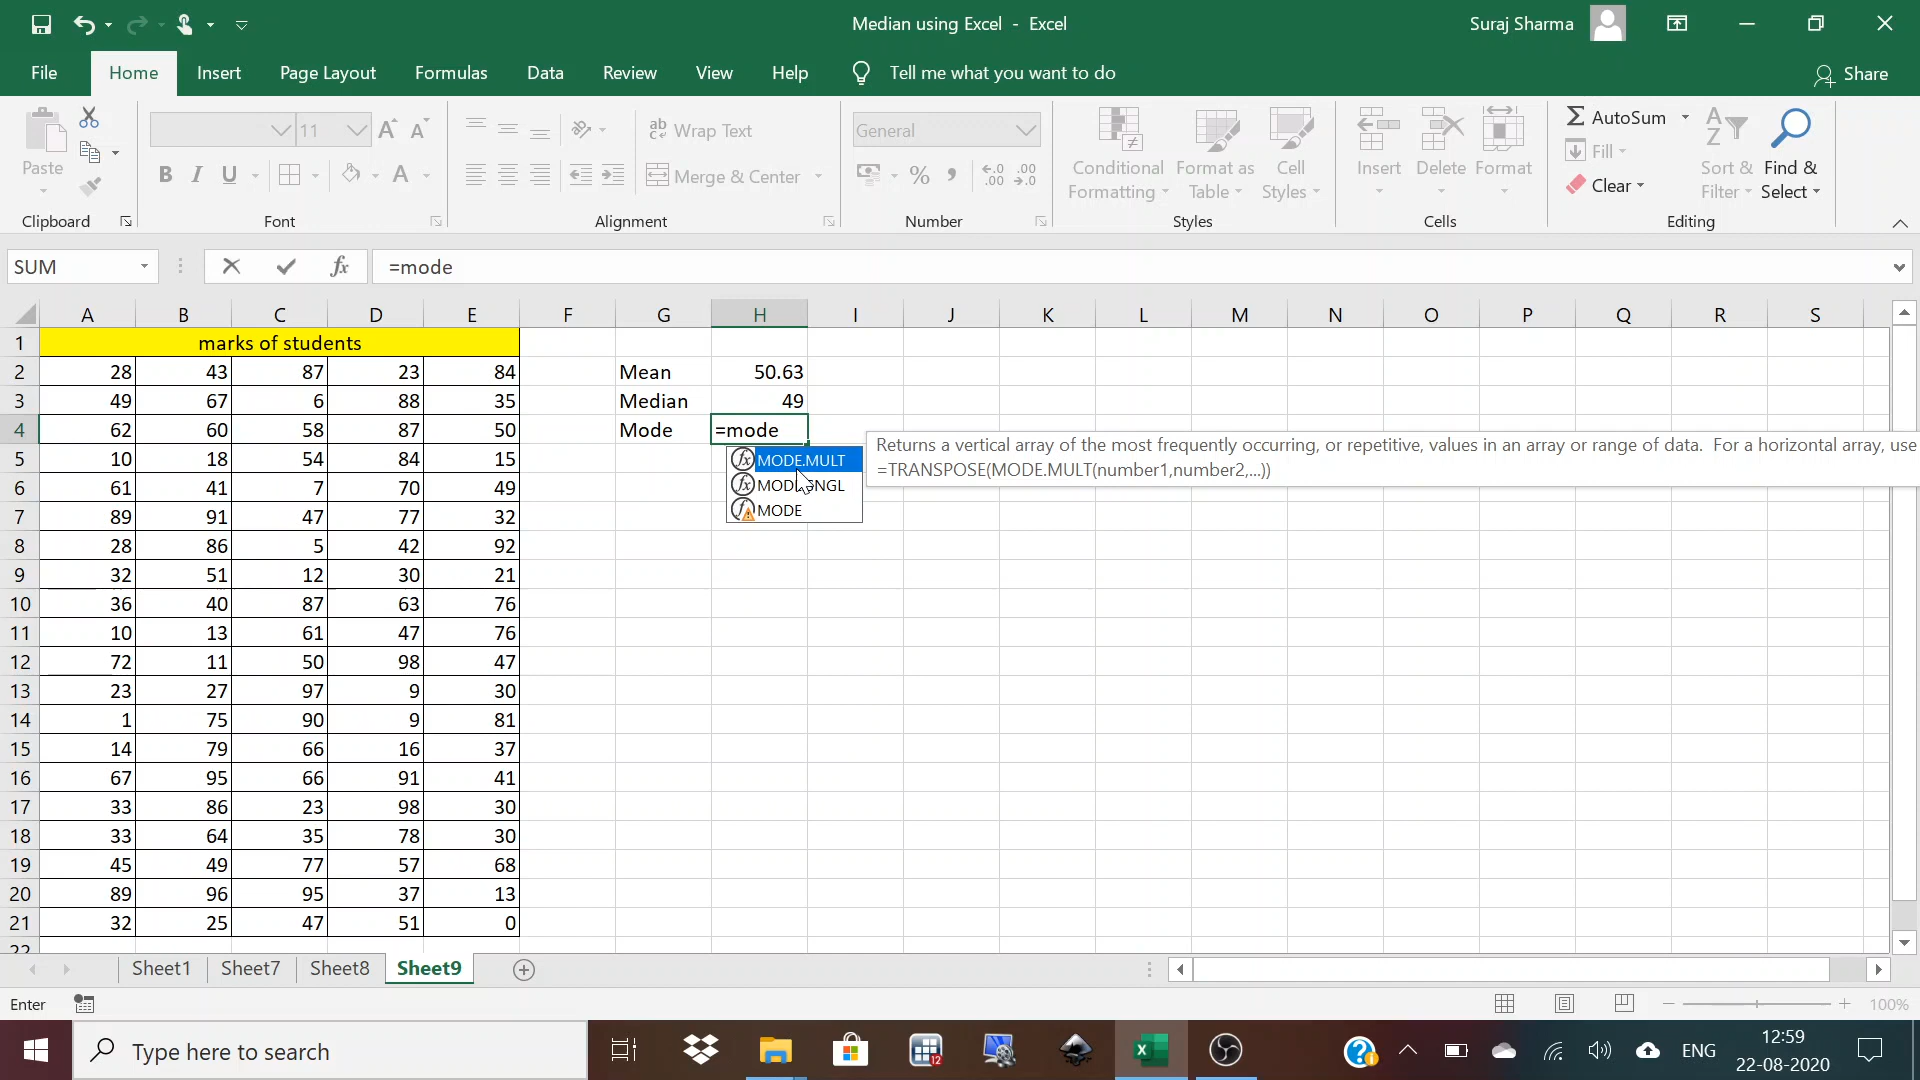 Median using Excel - Excel
Suraj Sharma
File Home Insert Page Layout Formulas Data Review View Help Tell me what you want to do Share
Paste
11
B I U
ab Wrap Text
Merge & Center
General
% , .00 .0
Conditional Formatting
Format as Table
Cell Styles
Insert Delete Format
Σ AutoSum
Fill
Clear
Sort & Filter
Find & Select
Clipboard Font Alignment Number Styles Cells Editing
SUM fx =mode
A B C D E F G H I J K L M N O P Q R S
1 marks of students
2 28 43 87 23 84 Mean 50.63
3 49 67 6 88 35 Median 49
4 62 60 58 87 50 Mode =mode
5 10 18 54 84 15
6 61 41 7 70 49
7 89 91 47 77 32
8 28 86 5 42 92
9 32 51 12 30 21
10 36 40 87 63 76
11 10 13 61 47 76
12 72 11 50 98 47
13 23 27 97 9 30
14 1 75 90 9 81
15 14 79 66 16 37
16 67 95 66 91 41
17 33 86 23 98 30
18 33 64 35 78 30
19 45 49 77 57 68
20 89 96 95 37 13
21 32 25 47 51 0
22
MODE.MULT
MODE
Returns a vertical array of the most frequently occurring, or repetitive, values in an array or range of data. For a horizontal array, use
=TRANSPOSE(MODE.MULT(number1,number2,...))
Sheet1 Sheet7 Sheet8 Sheet9
Enter
100%
Type here to search
12
ENG
12:59
22-08-2020